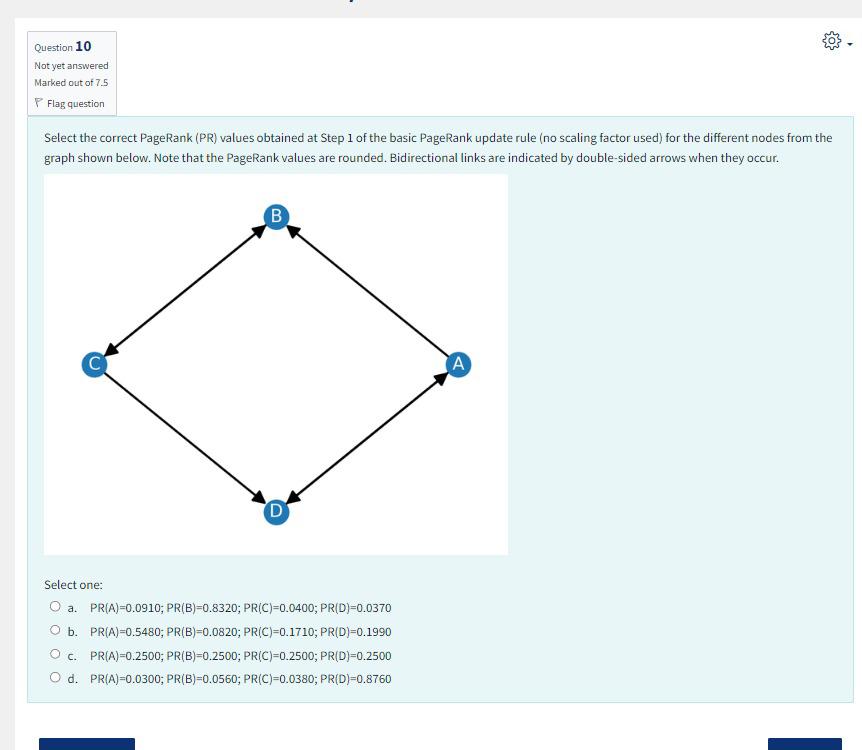 Question 10
Not yet answered
Marked out of 7.5
Flag question
Select the correct PageRank (PR) values obtained at Step 1 of the basic PageRank update rule (no scaling factor used) for the different nodes from the
graph shown below. Note that the PageRank values are rounded. Bidirectional links are indicated by double-sided arrows when they occur.
B
C
A
D
Select one:
a. PR(A)=0.0910; PR(B)=0.8320; PR(C)=0.0400; PR(D)=0.0370
b. PR(A)=0.5480; PR(B)=0.0820; PR(C)=0.1710; PR(D)=0.1990
c. PR(A)=0.2500; PR(B)=0.2500; PR(C)=0.2500; PR(D)=0.2500
d. PR(A)=0.0300; PR(B)=0.0560; PR(C)=0.0380; PR(D)=0.8760